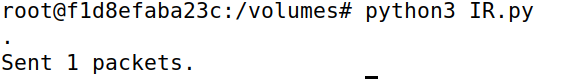 root@f1d8efaba23c:/volumes# python3 IR.py
.
Sent 1 packets.